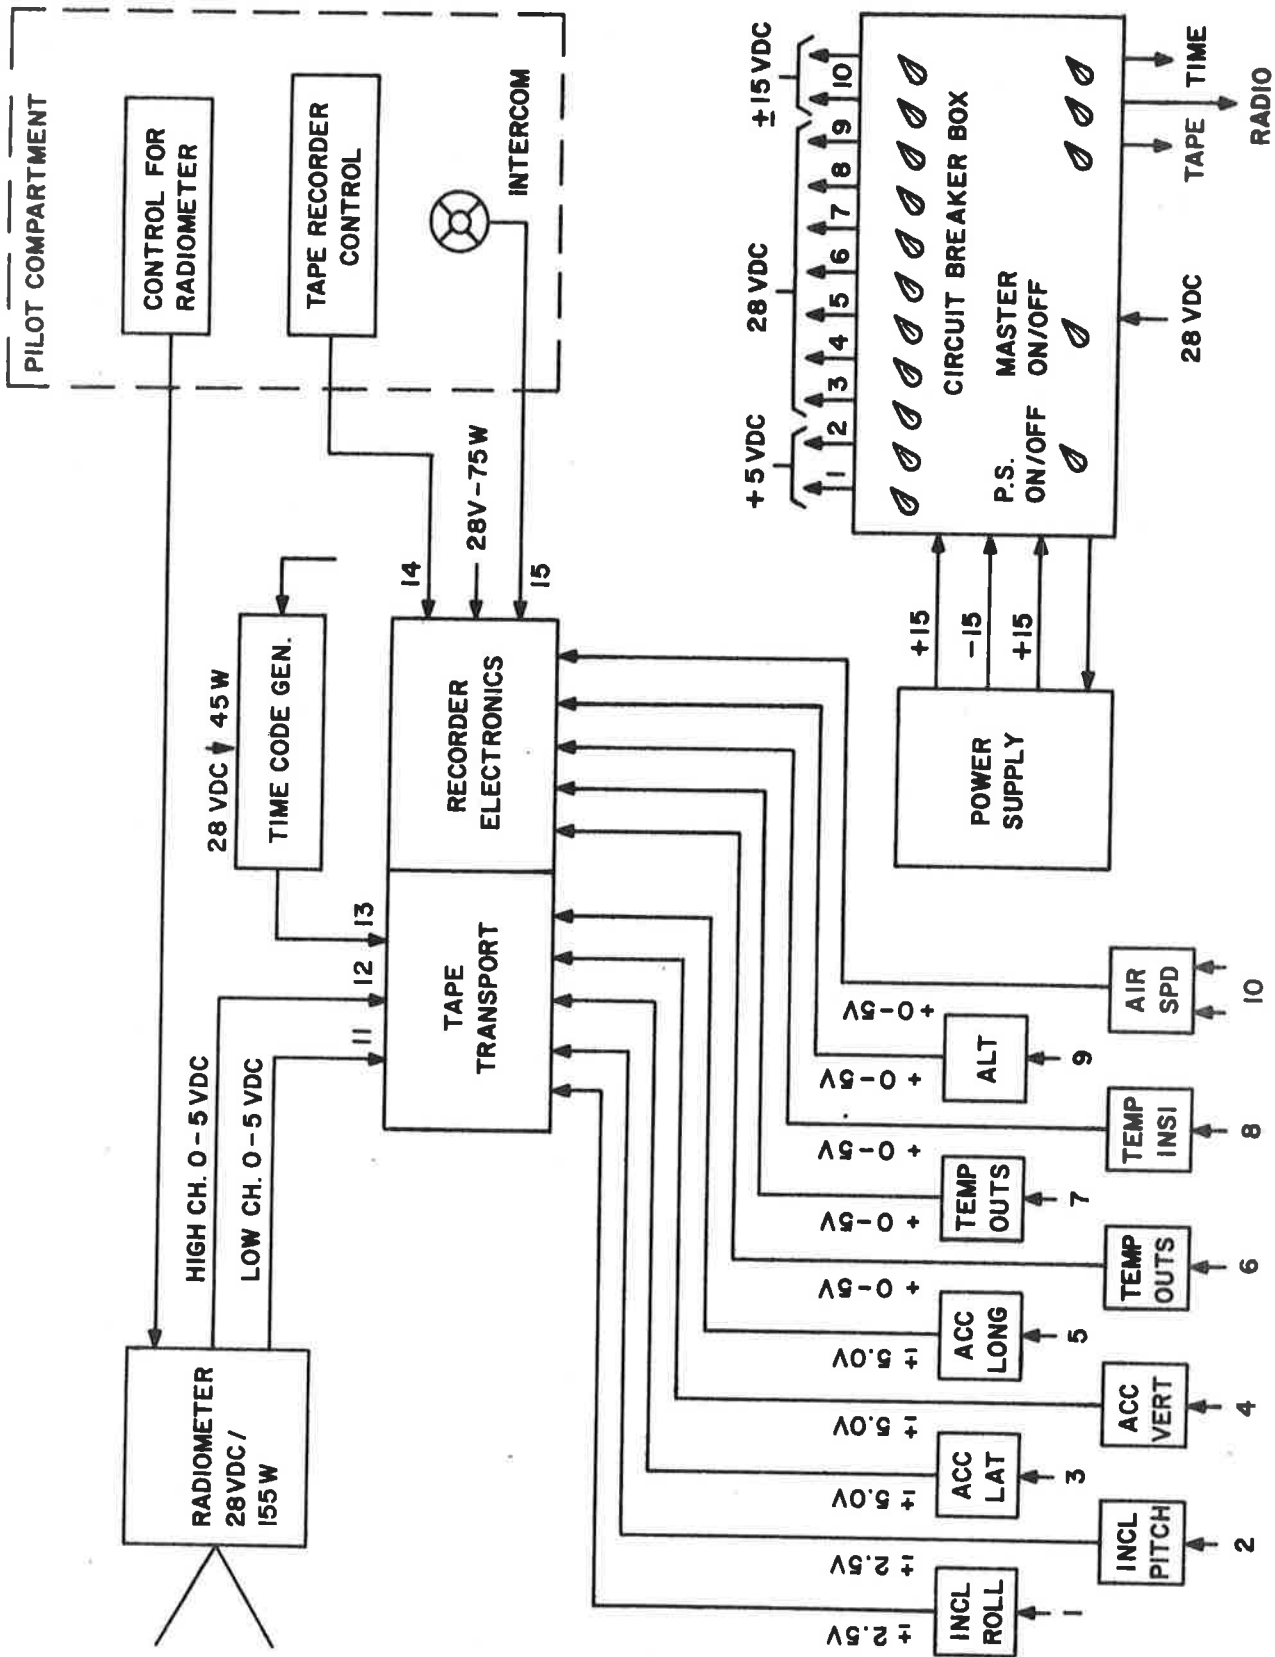 PILOT COMPARTMENT
CONTROL FOR
RADIOMETER
TAPE RECORDER
CONTROL
INTERCOM
RADIOMETER
28VDC/
155W
HIGH CH. 0-5 VDC
LOW CH. 0-5 VDC
28 VDC 45 W
TIME CODE GEN.
11
12
13
14
28V-75W
15
TAPE
TRANSPORT
RECORDER
ELECTRONICS
± 2.5V
± 2.5V
± 5.0V
± 5.0V
± 5.0V
+ 0-5V
+ 0-5V
+ 0-5V
+ 0-5V
+ 0-5V
INCL
ROLL
1
INCL
PITCH
2
ACC
LAT
3
ACC
VERT
4
ACC
LONG
5
TEMP
OUTS
6
TEMP
OUTS
7
TEMP
INSI
8
ALT
9
AIR
SPD
10
POWER
SUPPLY
+15
-15
+15
+5VDC
28 VDC
±15 VDC
1 2 3 4 5 6 7 8 9 10
CIRCUIT BREAKER BOX
P.S.
ON/OFF
MASTER
ON/OFF
28 VDC
TAPE
TIME
RADIO